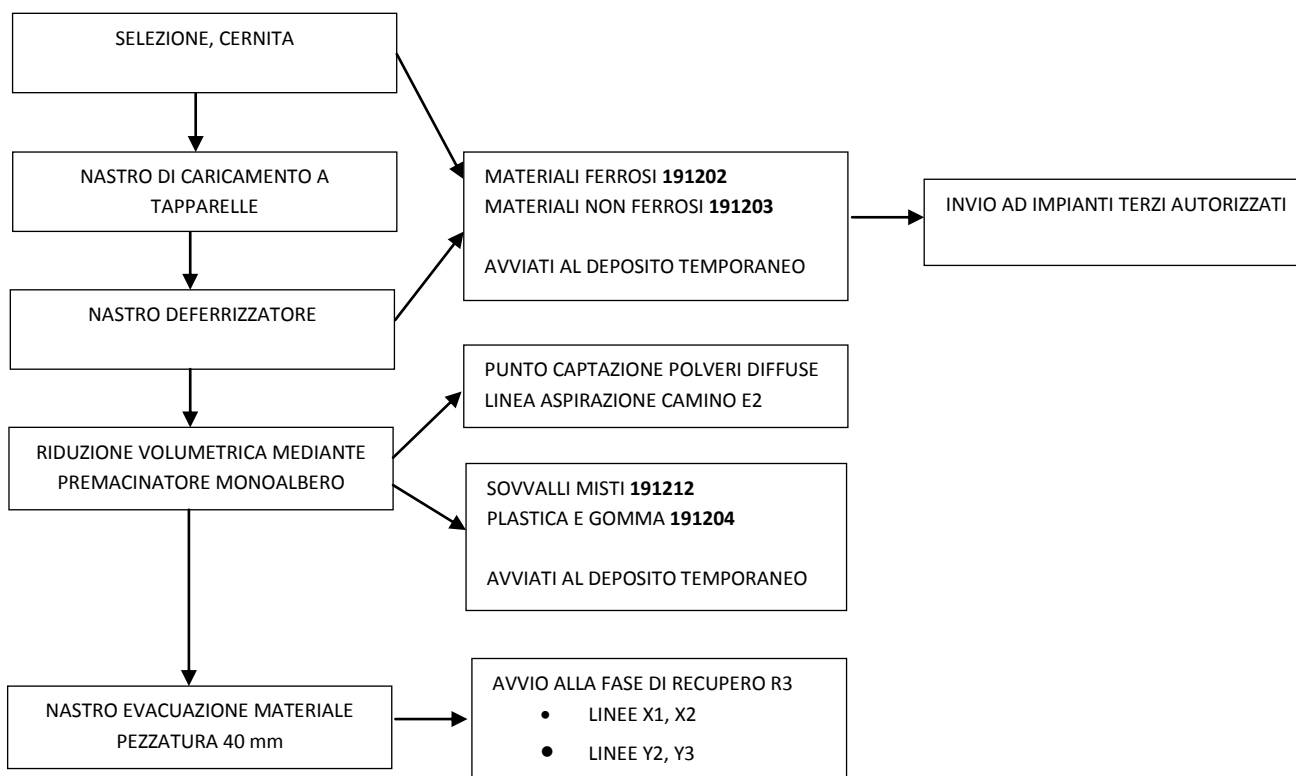 SELEZIONE, CERNITA
NASTRO DI CARICAMENTO A
TAPPARELLE
MATERIALI FERROSI 191202
MATERIALI NON FERROSI 191203
AVVIATI AL DEPOSITO TEMPORANEO
INVIO AD IMPIANTI TERZI AUTORIZZATI
NASTRO DEFERRIZZATORE
PUNTO CAPTAZIONE POLVERI DIFFUSE
LINEA ASPIRAZIONE CAMINO E2
RIDUZIONE VOLUMETRICA MEDIANTE
PREMACINATORE MONOALBERO
SOVVALLI MISTI 191212
PLASTICA E GOMMA 191204
AVVIATI AL DEPOSITO TEMPORANEO
NASTRO EVACUAZIONE MATERIALE
PEZZATURA 40 mm
AVVIO ALLA FASE DI RECUPERO R3
• LINEE X1, X2
• LINEE Y2, Y3